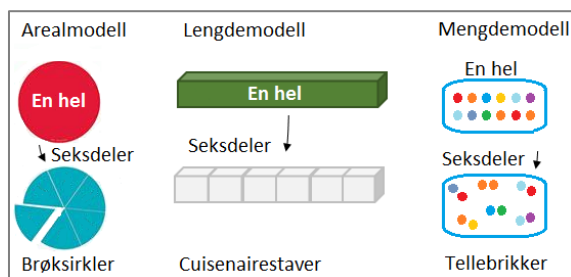 Arealmodell
Lengdemodell
Mengdemodell
En hel
En hel
En hel
Seksdeler
Seksdeler
Seksdeler
Brøksirkler
Cuisenairestaver
Tellebrikker